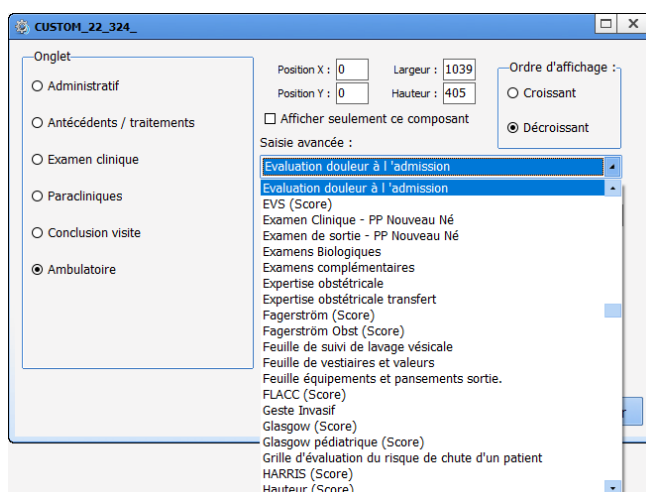 CUSTOM_22_324_
Onglet
Administratif
Antécédents / traitements
Examen clinique
Paracliniques
Conclusion visite
Ambulatoire
Position X : 0 Largeur : 1039
Position Y : 0 Hauteur : 405
Afficher seulement ce composant
Ordre d'affichage :
Croissant
Décroissant
Saisie avancée :
Evaluation douleur à l 'admission
Evaluation douleur à l 'admission
EVS (Score)
Examen Clinique - PP Nouveau Né
Examen de sortie - PP Nouveau Né
Examens Biologiques
Examens complémentaires
Expertise obstétricale
Expertise obstétricale transfert
Fagerström (Score)
Fagerström Obst (Score)
Feuille de suivi de lavage vésicale
Feuille de vestiaires et valeurs
Feuille équipements et pansements sortie.
FLACC (Score)
Geste Invasif
Glasgow (Score)
Glasgow pédiatrique (Score)
Grille d'évaluation du risque de chute d'un patient
HARRIS (Score)
Hauteur (Score)
r